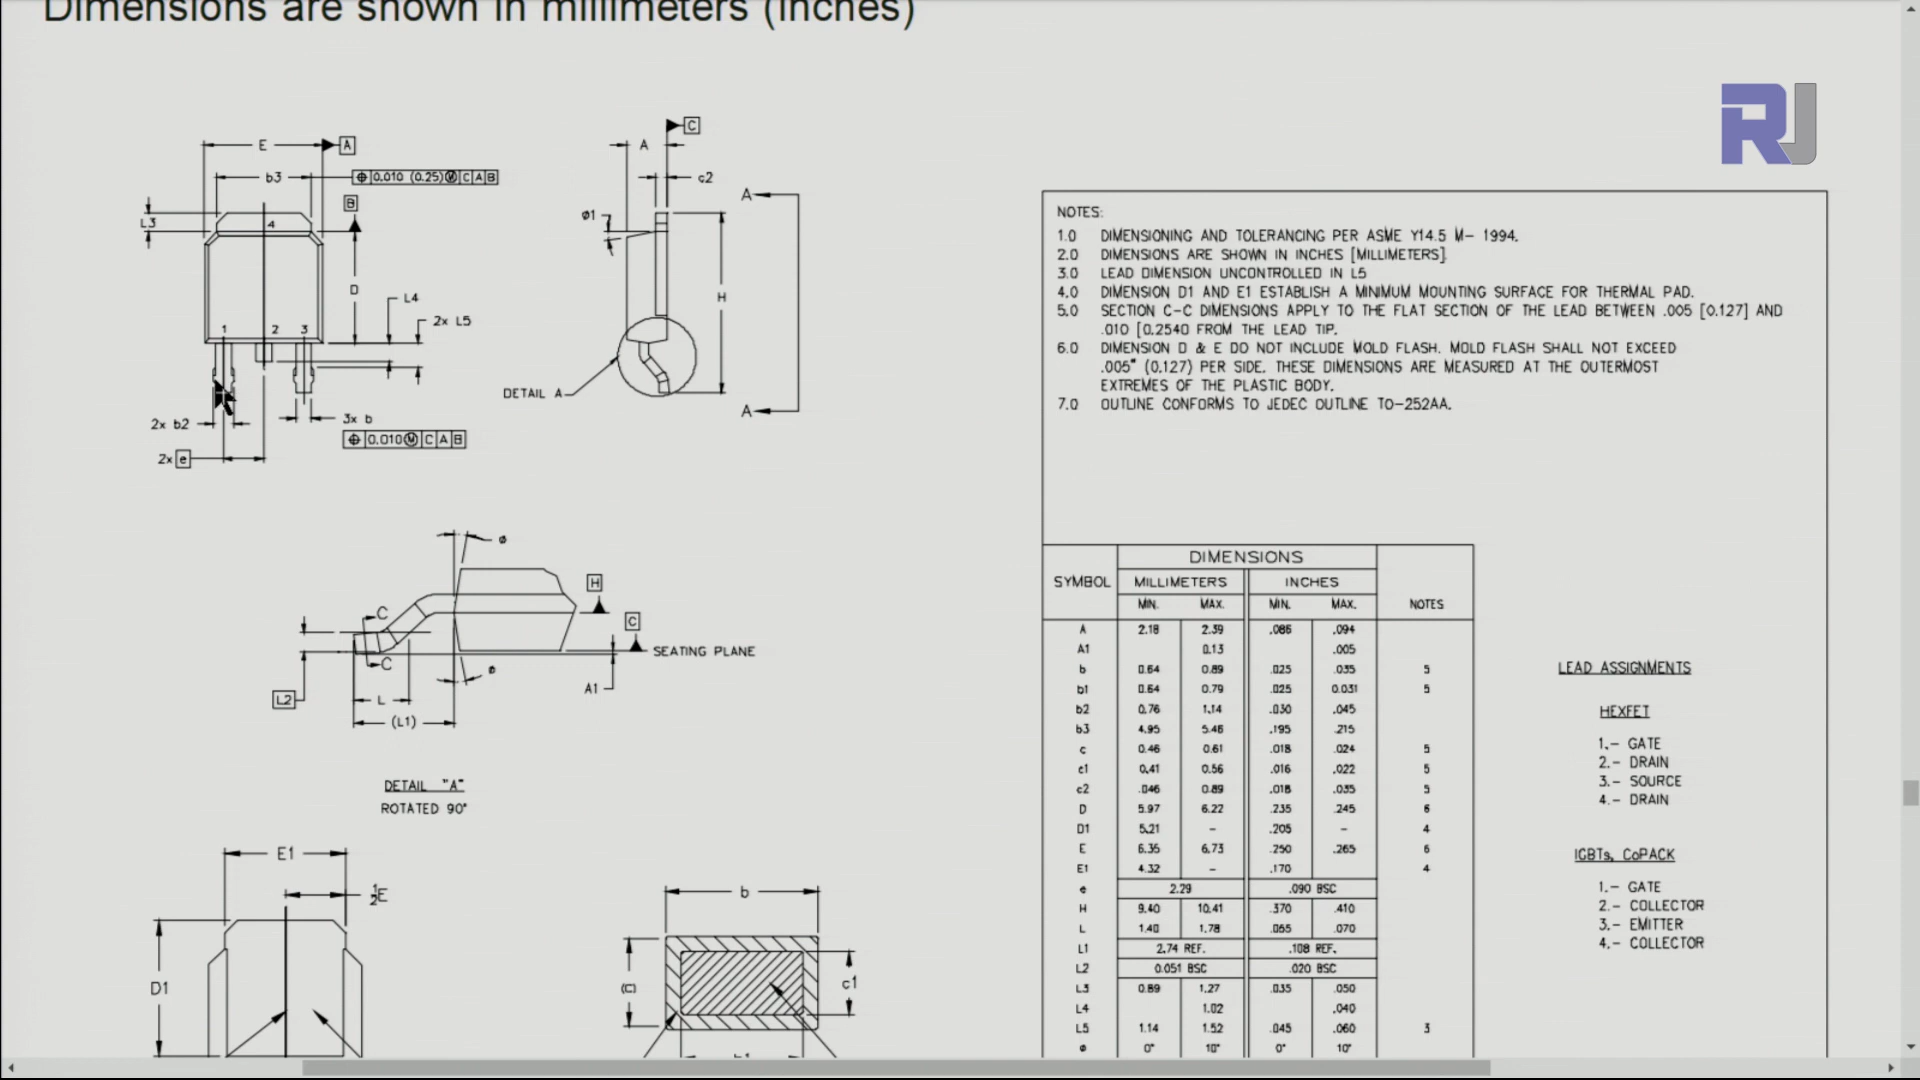 Dimensions are shown in millimeters (inches)
RJ
E
A
b3
⌖ 0.010 (0.25)Ⓜ C A B
B
L3
4
D
L4
2x L5
1 2 3
2x b2
3x b
⌖ 0.010Ⓜ C A B
2x e
C
A
c2
ø1
A
H
DETAIL A
A
NOTES:
1.0 DIMENSIONING AND TOLERANCING PER ASME Y14.5 M- 1994.
2.0 DIMENSIONS ARE SHOWN IN INCHES [MILLIMETERS].
3.0 LEAD DIMENSION UNCONTROLLED IN L5
4.0 DIMENSION D1 AND E1 ESTABLISH A MINIMUM MOUNTING SURFACE FOR THERMAL PAD.
5.0 SECTION C-C DIMENSIONS APPLY TO THE FLAT SECTION OF THE LEAD BETWEEN .005 [0.127] AND
.010 [0.2540 FROM THE LEAD TIP.
6.0 DIMENSION D & E DO NOT INCLUDE MOLD FLASH. MOLD FLASH SHALL NOT EXCEED
.005" (0.127) PER SIDE. THESE DIMENSIONS ARE MEASURED AT THE OUTERMOST
EXTREMES OF THE PLASTIC BODY.
7.0 OUTLINE CONFORMS TO JEDEC OUTLINE TO-252AA.
ø
H
C
C
SEATING PLANE
C
ø
A1
L2
L
(L1)
DETAIL "A"
ROTATED 90°
E1
½E
D1
b
(c)
c1
SYMBOL DIMENSIONS NOTES
MILLIMETERS INCHES
MIN. MAX. MIN. MAX.
A 2.18 2.39 .086 .094
A1 0.13 .005
b 0.64 0.89 .025 .035 5
b1 0.64 0.79 .025 0.031 5
b2 0.76 1.14 .030 .045
b3 4.95 5.46 .195 .215
c 0.46 0.61 .018 .024 5
c1 0.41 0.56 .016 .022 5
c2 .046 0.89 .018 .035 5
D 5.97 6.22 .235 .245 6
D1 5.21 - .205 - 4
E 6.35 6.73 .250 .265 6
E1 4.32 - .170 4
e 2.29 .090 BSC
H 9.40 10.41 .370 .410
L 1.40 1.78 .055 .070
L1 2.74 REF. .108 REF.
L2 0.051 BSC .020 BSC
L3 0.89 1.27 .035 .050
L4 1.02 .040
L5 1.14 1.52 .045 .060 3
ø 0° 10° 0° 10°
LEAD ASSIGNMENTS
HEXFET
1.- GATE
2.- DRAIN
3.- SOURCE
4.- DRAIN
IGBTs, CoPACK
1.- GATE
2.- COLLECTOR
3.- EMITTER
4.- COLLECTOR